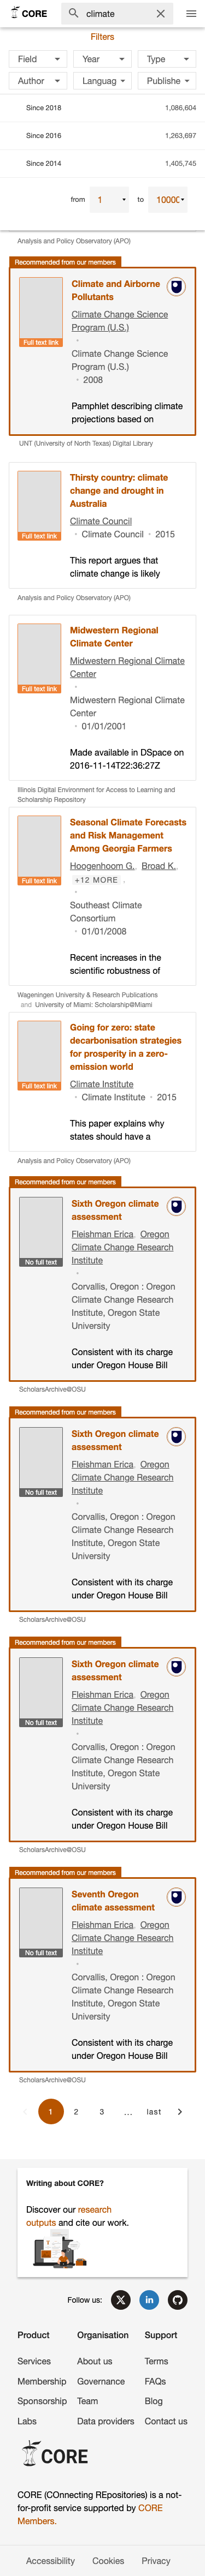 CORE
climate
Filters
Field
Year
Type
Author
Languag
Publishe
Since 2018 1,086,604
Since 2016 1,263,697
Since 2014 1,405,745
from 1 to 1000
Analysis and Policy Observatory (APO)
Recommended from our members
Climate and Airborne
Pollutants
Climate Change Science
Program (U.S.)
Climate Change Science
Program (U.S.)
· 2008
Full text link
Pamphlet describing climate
projections based on
UNT (University of North Texas) Digital Library
Thirsty country: climate
change and drought in
Australia
Climate Council
· Climate Council · 2015
Full text link
This report argues that
climate change is likely
Analysis and Policy Observatory (APO)
Midwestern Regional
Climate Center
Midwestern Regional Climate
Center
Midwestern Regional Climate
Center
· 01/01/2001
Full text link
Made available in DSpace on
2016-11-14T22:36:27Z
Illinois Digital Environment for Access to Learning and
Scholarship Repository
Seasonal Climate Forecasts
and Risk Management
Among Georgia Farmers
Hoogenhoom G., Broad K.,
+12 MORE .
Southeast Climate
Consortium
· 01/01/2008
Full text link
Recent increases in the
scientific robustness of
Wageningen University & Research Publications
and University of Miami: Scholarship@Miami
Going for zero: state
decarbonisation strategies
for prosperity in a zero-
emission world
Climate Institute
· Climate Institute · 2015
Full text link
This paper explains why
states should have a
Analysis and Policy Observatory (APO)
Recommended from our members
Sixth Oregon climate
assessment
Fleishman Erica, Oregon
Climate Change Research
Institute
No full text
Corvallis, Oregon : Oregon
Climate Change Research
Institute, Oregon State
University
Consistent with its charge
under Oregon House Bill
ScholarsArchive@OSU
Recommended from our members
Sixth Oregon climate
assessment
Fleishman Erica, Oregon
Climate Change Research
Institute
No full text
Corvallis, Oregon : Oregon
Climate Change Research
Institute, Oregon State
University
Consistent with its charge
under Oregon House Bill
ScholarsArchive@OSU
Recommended from our members
Sixth Oregon climate
assessment
Fleishman Erica, Oregon
Climate Change Research
Institute
No full text
Corvallis, Oregon : Oregon
Climate Change Research
Institute, Oregon State
University
Consistent with its charge
under Oregon House Bill
ScholarsArchive@OSU
Recommended from our members
Seventh Oregon
climate assessment
Fleishman Erica, Oregon
Climate Change Research
Institute
No full text
Corvallis, Oregon : Oregon
Climate Change Research
Institute, Oregon State
University
Consistent with its charge
under Oregon House Bill
ScholarsArchive@OSU
1 2 3 ... last
Writing about CORE?
Discover our research
outputs and cite our work.
Follow us:
Product
Services
Membership
Sponsorship
Labs
Organisation
About us
Governance
Team
Data providers
Support
Terms
FAQs
Blog
Contact us
CORE
CORE (COnnecting REpositories) is a not-
for-profit service supported by CORE
Members.
Accessibility Cookies Privacy